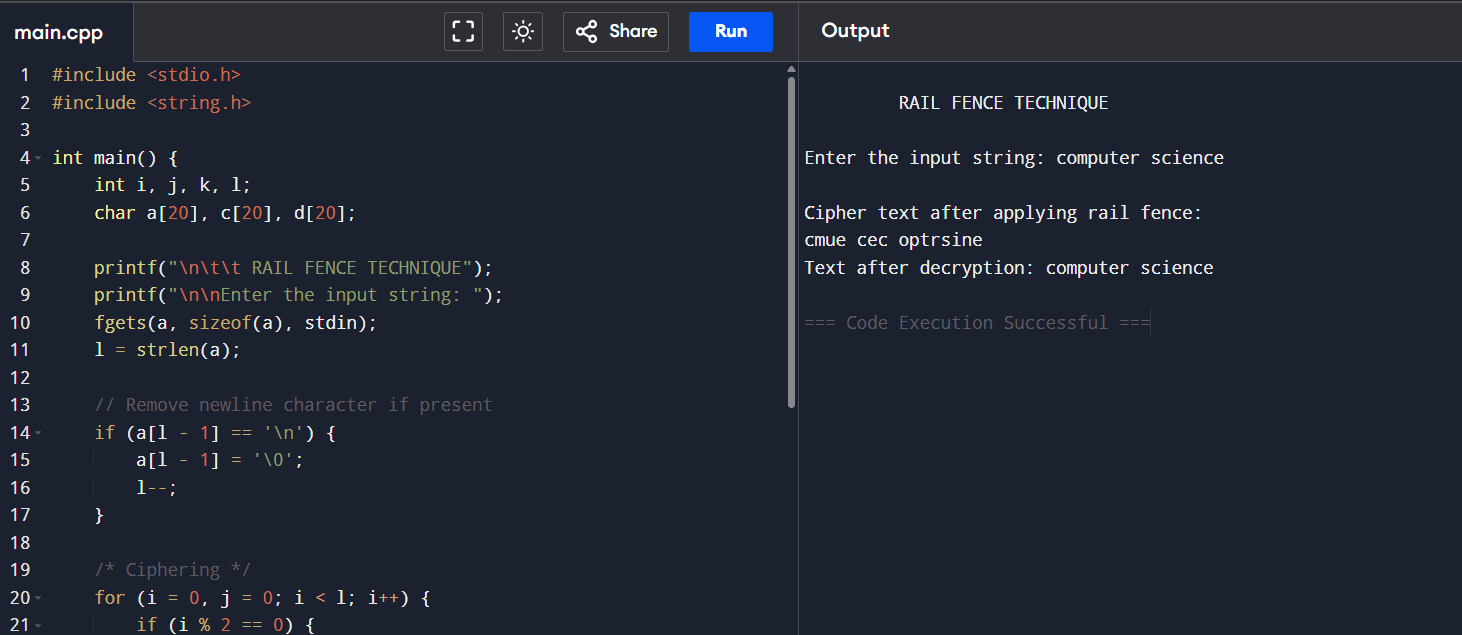 main.cpp
Share
Run
Output
1 #include <stdio.h>
2 #include <string.h>
3
4 int main() {
5     int i, j, k, l;
6     char a[20], c[20], d[20];
7
8     printf("\n\t\t RAIL FENCE TECHNIQUE");
9     printf("\n\nEnter the input string: ");
10     fgets(a, sizeof(a), stdin);
11     l = strlen(a);
12
13     // Remove newline character if present
14     if (a[l - 1] == '\n') {
15         a[l - 1] = '\0';
16         l--;
17     }
18
19     /* Ciphering */
20     for (i = 0, j = 0; i < l; i++) {
21         if (i % 2 == 0) {
RAIL FENCE TECHNIQUE
Enter the input string: computer science
Cipher text after applying rail fence:
cmue cec optrsine
Text after decryption: computer science
=== Code Execution Successful ===